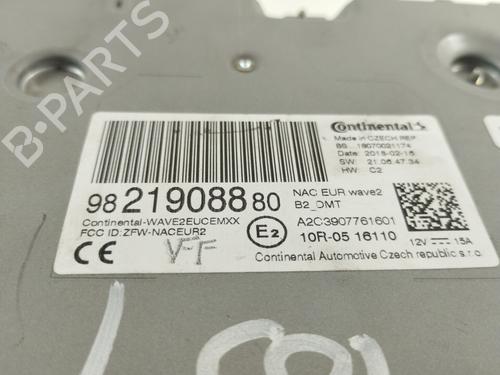 B-PARTS
Continental
Made in CZECH REP.
Date: 2018-02-16
SW: 21.06.47.34
HW: C2
98 219088 80
NAC EUR wave2
B2_DMT
Continental-WAVE2EUCEMXX
FCC ID:ZFW-NACEUR2
A2C3907761601
CE
E2
10R-05 16110
12V 15A
Continental Automotive Czech republic s.r.o.